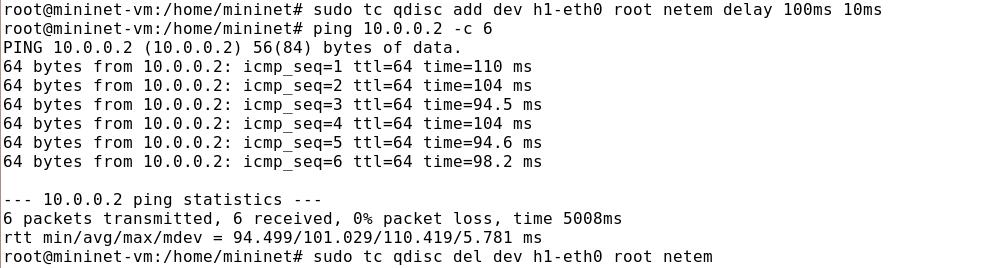 root@mininet-vm:/home/mininet# sudo tc qdisc add dev h1-eth0 root netem delay 100ms 10ms
root@mininet-vm:/home/mininet# ping 10.0.0.2 -c 6
PING 10.0.0.2 (10.0.0.2) 56(84) bytes of data.
64 bytes from 10.0.0.2: icmp_seq=1 ttl=64 time=110 ms
64 bytes from 10.0.0.2: icmp_seq=2 ttl=64 time=104 ms
64 bytes from 10.0.0.2: icmp_seq=3 ttl=64 time=94.5 ms
64 bytes from 10.0.0.2: icmp_seq=4 ttl=64 time=104 ms
64 bytes from 10.0.0.2: icmp_seq=5 ttl=64 time=94.6 ms
64 bytes from 10.0.0.2: icmp_seq=6 ttl=64 time=98.2 ms
--- 10.0.0.2 ping statistics ---
6 packets transmitted, 6 received, 0% packet loss, time 5008ms
rtt min/avg/max/mdev = 94.499/101.029/110.419/5.781 ms
root@mininet-vm:/home/mininet# sudo tc qdisc del dev h1-eth0 root netem